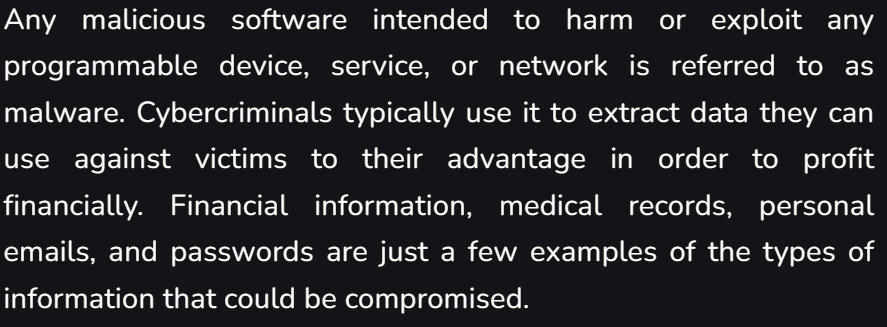 Any malicious software intended to harm or exploit any
programmable device, service, or network is referred to as
malware. Cybercriminals typically use it to extract data they can
use against victims to their advantage in order to profit
financially. Financial information, medical records, personal
emails, and passwords are just a few examples of the types of
information that could be compromised.